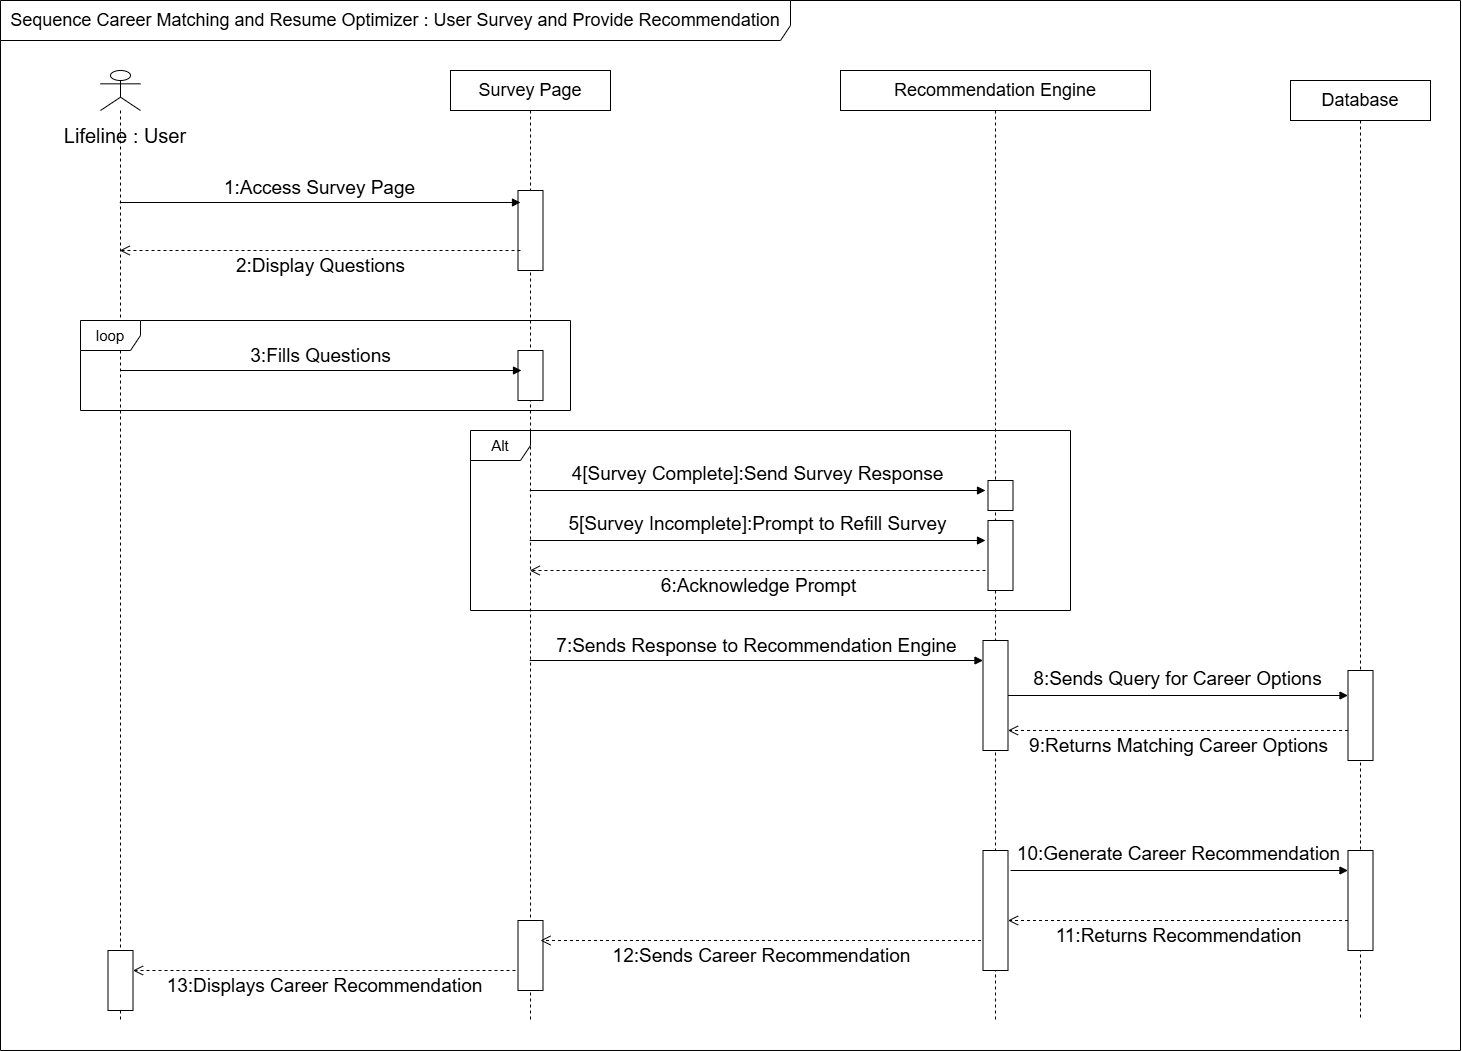 Sequence Career Matching and Resume Optimizer : User Survey and Provide Recommendation
Survey Page
Recommendation Engine
Database
Lifeline : User
1:Access Survey Page
2:Display Questions
loop
3:Fills Questions
Alt
4[Survey Complete]:Send Survey Response
5[Survey Incomplete]:Prompt to Refill Survey
6:Acknowledge Prompt
7:Sends Response to Recommendation Engine
8:Sends Query for Career Options
9:Returns Matching Career Options
10:Generate Career Recommendation
11:Returns Recommendation
12:Sends Career Recommendation
13:Displays Career Recommendation